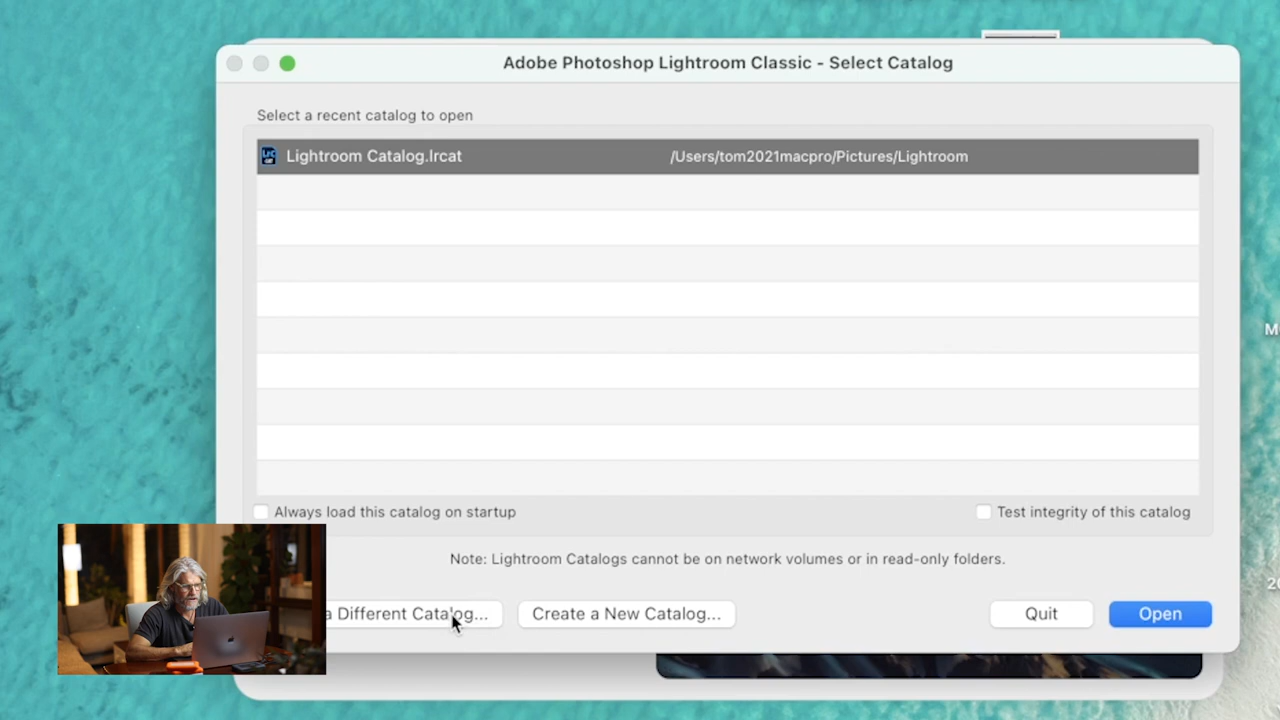 Adobe Photoshop Lightroom Classic - Select Catalog
Select a recent catalog to open
Lightroom Catalog.lrcat /Users/tom2021macpro/Pictures/Lightroom
Always load this catalog on startup Test integrity of this catalog
Note: Lightroom Catalogs cannot be on network volumes or in read-only folders.
a Different Catalog... Create a New Catalog... Quit Open